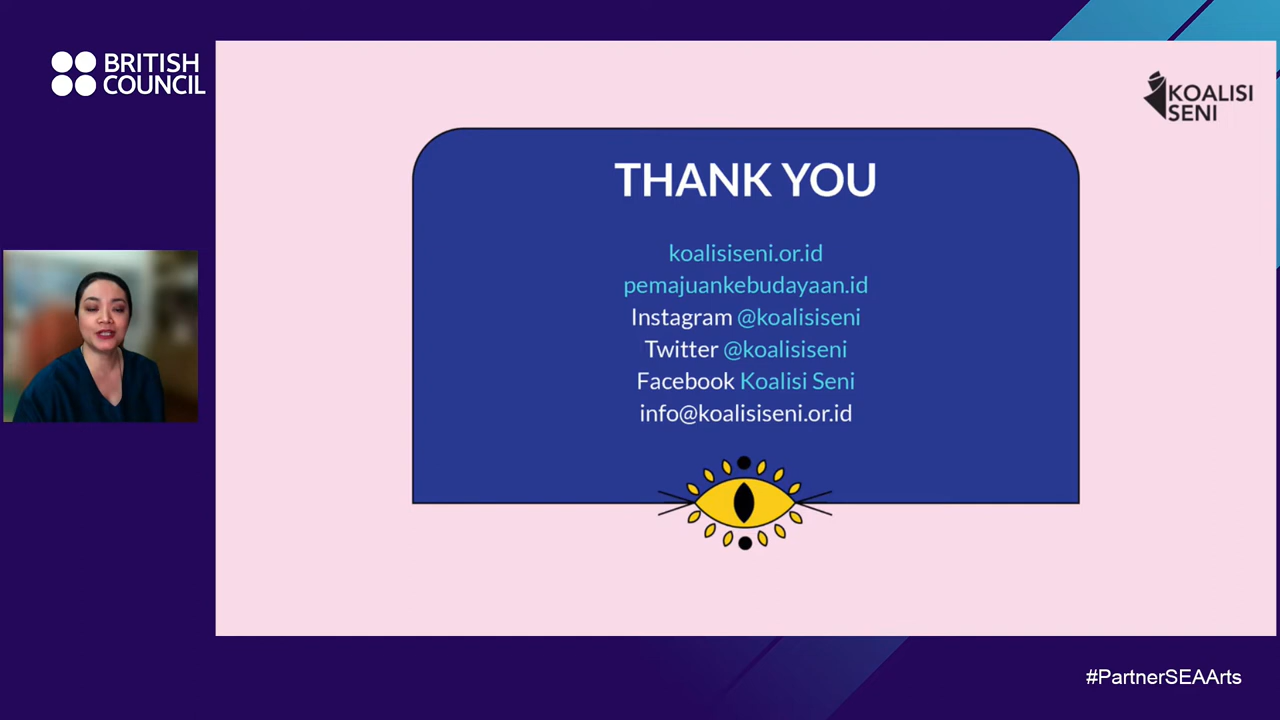 BRITISH
COUNCIL
KOALISI
SENI
THANK YOU
koalisiseni.or.id
pemajuankebudayaan.id
Instagram @koalisiseni
Twitter @koalisiseni
Facebook Koalisi Seni
info@koalisiseni.or.id
#PartnerSEAArts